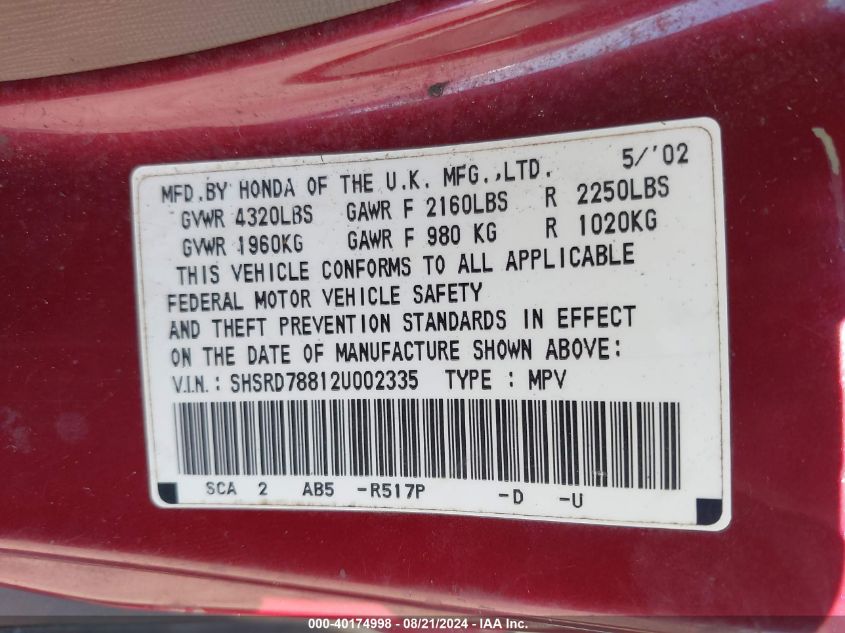 MFD.BY HONDA OF THE U.K. MFG.,LTD. 5/'02
GVWR 4320LBS GAWR F 2160LBS R 2250LBS
GVWR 1960KG GAWR F 980 KG R 1020KG
THIS VEHICLE CONFORMS TO ALL APPLICABLE
FEDERAL MOTOR VEHICLE SAFETY
AND THEFT PREVENTION STANDARDS IN EFFECT
ON THE DATE OF MANUFACTURE SHOWN ABOVE:
V.I.N.: SHSRD78812U002335 TYPE : MPV
SCA 2 AB5 -R517P -D -U
000-40174998 - 08/21/2024 - IAA Inc.